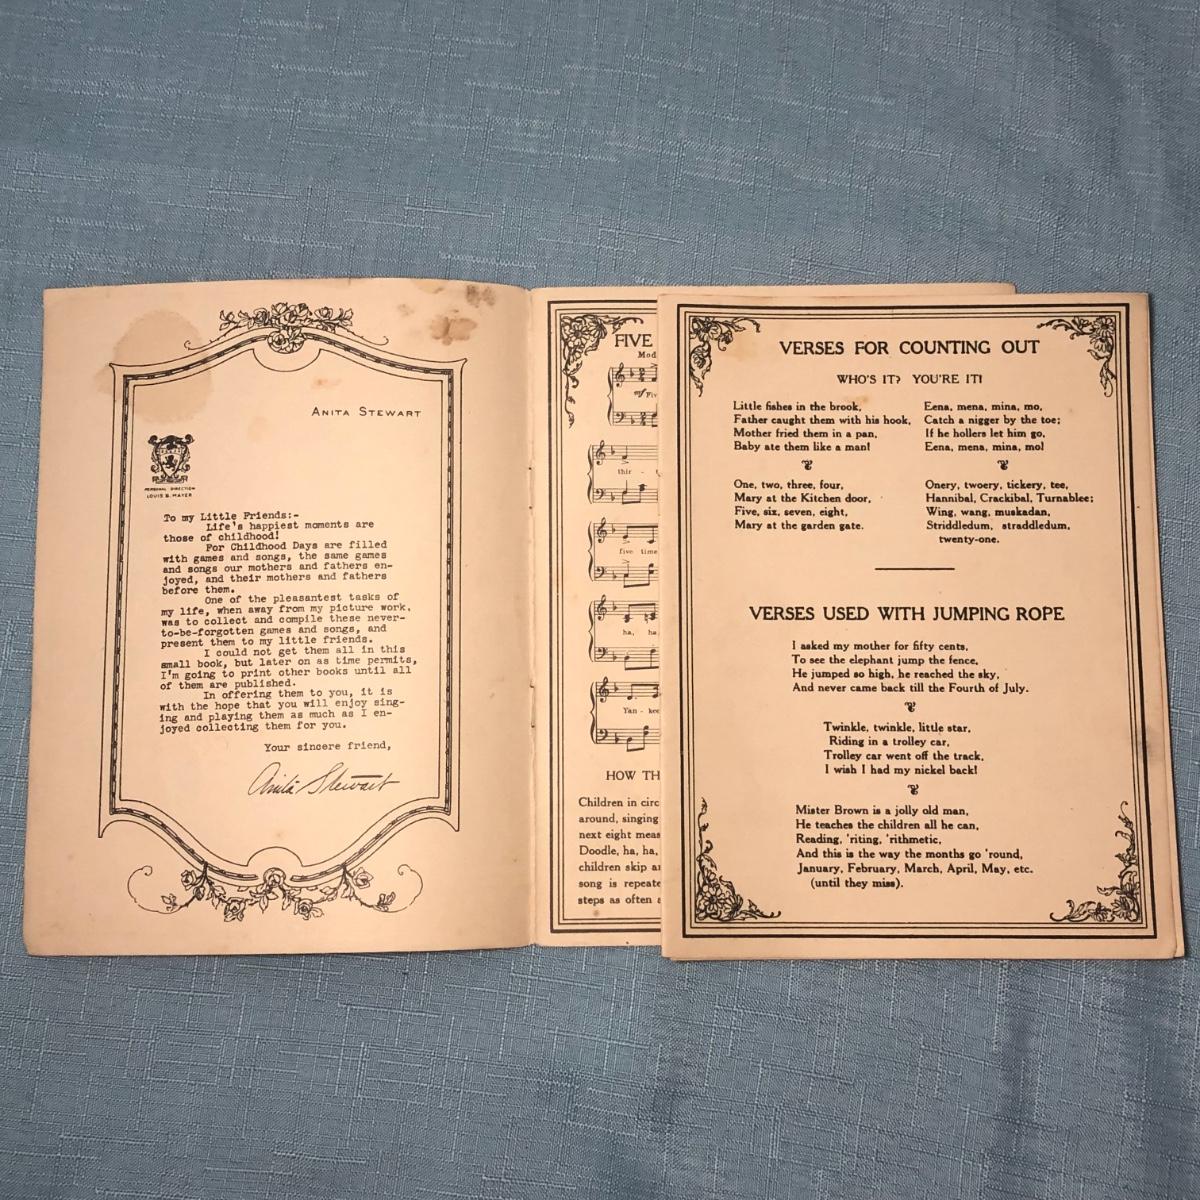 ANITA STEWART
PERSONAL DIRECTION
LOUIS B. MAYER
To my Little Friends:-
Life's happiest moments are
those of childhood!
For Childhood Days are filled
with games and songs, the same games
and songs our mothers and fathers en-
joyed, and their mothers and fathers
before them.
One of the pleasantest tasks of
my life, when away from my picture work,
was to collect and compile these never-
to-be-forgotten games and songs, and
present them to my little friends.
I could not get them all in this
small book, but later on as time permits,
I'm going to print other books until all
of them are published.
In offering them to you, it is
with the hope that you will enjoy sing-
ing and playing them as much as I en-
joyed collecting them for you.
Your sincere friend,
Anita Stewart
FIVE
Mod
mf Fiv
thir - t
five time
ha, ha
Yan - kee
HOW TH
Children in circ
around, singing
next eight meas
Doodle, ha, ha,
children skip a
song is repeate
steps as often a
VERSES FOR COUNTING OUT
WHO'S IT? YOU'RE IT!
Little fishes in the brook,
Father caught them with his hook,
Mother fried them in a pan,
Baby ate them like a man!
One, two, three, four,
Mary at the Kitchen door,
Five, six, seven, eight,
Mary at the garden gate.
Eena, mena, mina, mo,
Catch a nigger by the toe;
If he hollers let him go,
Eena, mena, mina, mo!
Onery, twoery, tickery, tee,
Hannibal, Crackibal, Turnablee;
Wing, wang, muskadan,
Striddledum, straddledum,
twenty-one.
VERSES USED WITH JUMPING ROPE
I asked my mother for fifty cents,
To see the elephant jump the fence,
He jumped so high, he reached the sky,
And never came back till the Fourth of July.
Twinkle, twinkle, little star,
Riding in a trolley car,
Trolley car went off the track,
I wish I had my nickel back!
Mister Brown is a jolly old man,
He teaches the children all he can,
Reading, 'riting, 'rithmetic,
And this is the way the months go 'round,
January, February, March, April, May, etc.
(until they miss).